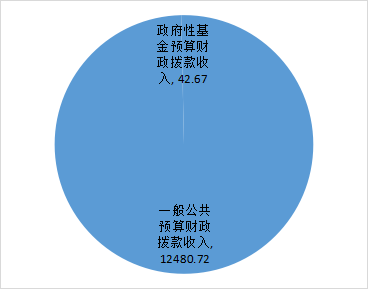 政府性基
金预算财
政拨款收
入, 42.67
一般公共
预算财政
拨款收入,
12480.72